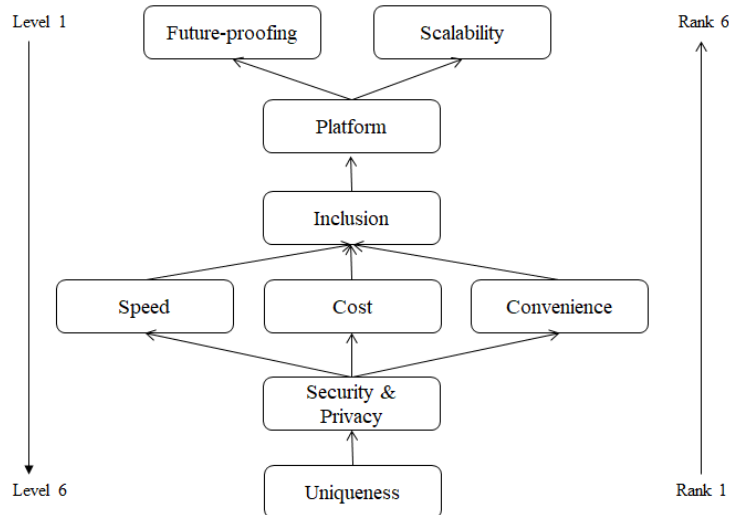 Level 1
Future-proofing
Scalability
Rank 6
Platform
Inclusion
Speed
Cost
Convenience
Security &
Privacy
Level 6
Uniqueness
Rank 1